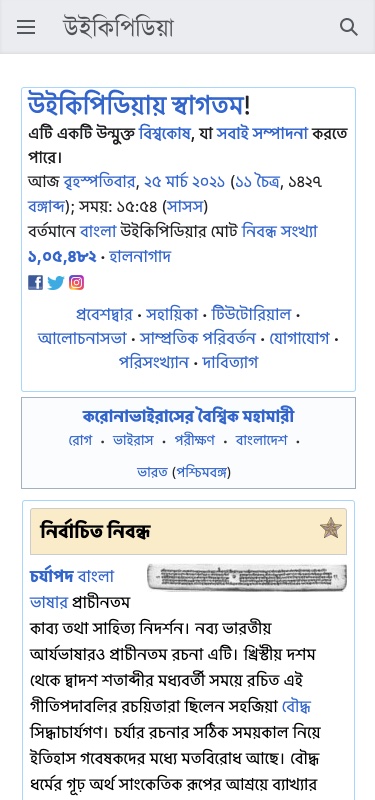 উইকিপিডিয়া
উইকিপিডিয়ায় স্বাগতম!
এটি একটি উন্মুক্ত বিশ্বকোষ, যা সবাই সম্পাদনা করতে
পারে।
আজ বৃহস্পতিবার, ২৫ মার্চ ২০২১ (১১ চৈত্র, ১৪২৭
বঙ্গাব্দ); সময়: ১৫:৫৪ (সাসস)
বর্তমানে বাংলা উইকিপিডিয়ার মোট নিবন্ধ সংখ্যা
১,০৫,৪৮২ • হালনাগাদ
প্রবেশদ্বার • সহায়িকা • টিউটোরিয়াল •
আলোচনাসভা • সাম্প্রতিক পরিবর্তন • যোগাযোগ •
পরিসংখ্যান • দাবিত্যাগ
করোনাভাইরাসের বৈশ্বিক মহামারী
রোগ • ভাইরাস • পরীক্ষণ • বাংলাদেশ •
ভারত (পশ্চিমবঙ্গ)
নির্বাচিত নিবন্ধ
চর্যাপদ বাংলা
ভাষার প্রাচীনতম
কাব্য তথা সাহিত্য নিদর্শন। নব্য ভারতীয়
আর্যভাষারও প্রাচীনতম রচনা এটি। খ্রিস্টীয় দশম
থেকে দ্বাদশ শতাব্দীর মধ্যবর্তী সময়ে রচিত এই
গীতিপদাবলির রচয়িতারা ছিলেন সহজিয়া বৌদ্ধ
সিদ্ধাচার্যগণ। চর্যার রচনার সঠিক সময়কাল নিয়ে
ইতিহাস গবেষকদের মধ্যে মতবিরোধ আছে। বৌদ্ধ
ধর্মের গূঢ় অর্থ সাংকেতিক রূপের আশ্রয়ে ব্যাখ্যার